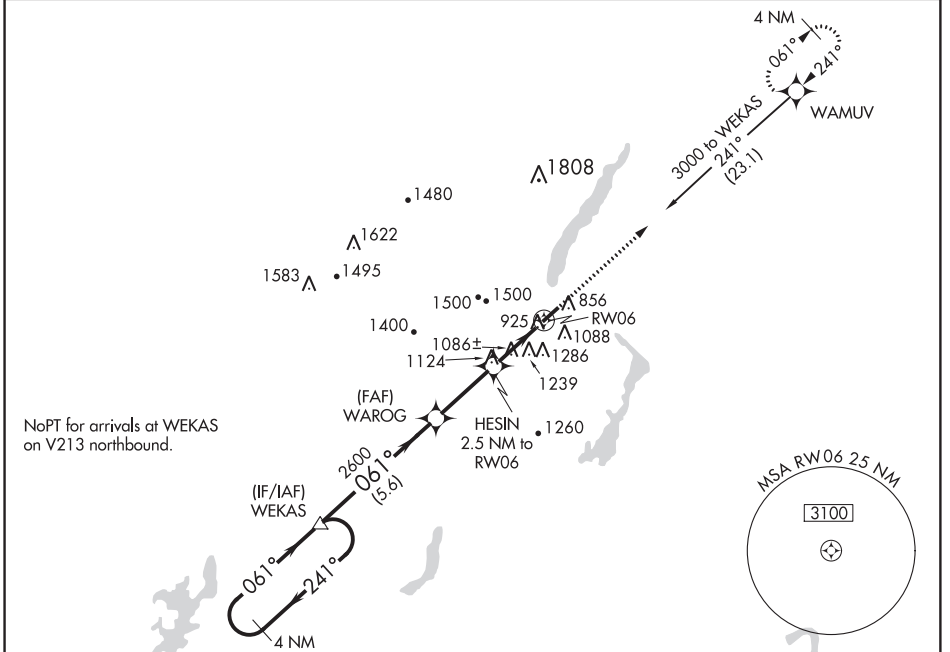 4 NM
061°
241°
WAMUV
3000 to WEKAS
241°
(23.1)
1808
1480
1622
1583
1495
1500
1500
856
925
RW06
1400
1088
1086±
1124
1286
1239
(FAF)
WAROG
HESIN
2.5 NM to
RW06
1260
NoPT for arrivals at WEKAS
on V213 northbound.
2600
061°
(5.6)
(IF/IAF)
WEKAS
MSA RW06 25 NM
3100
061°
241°
4 NM